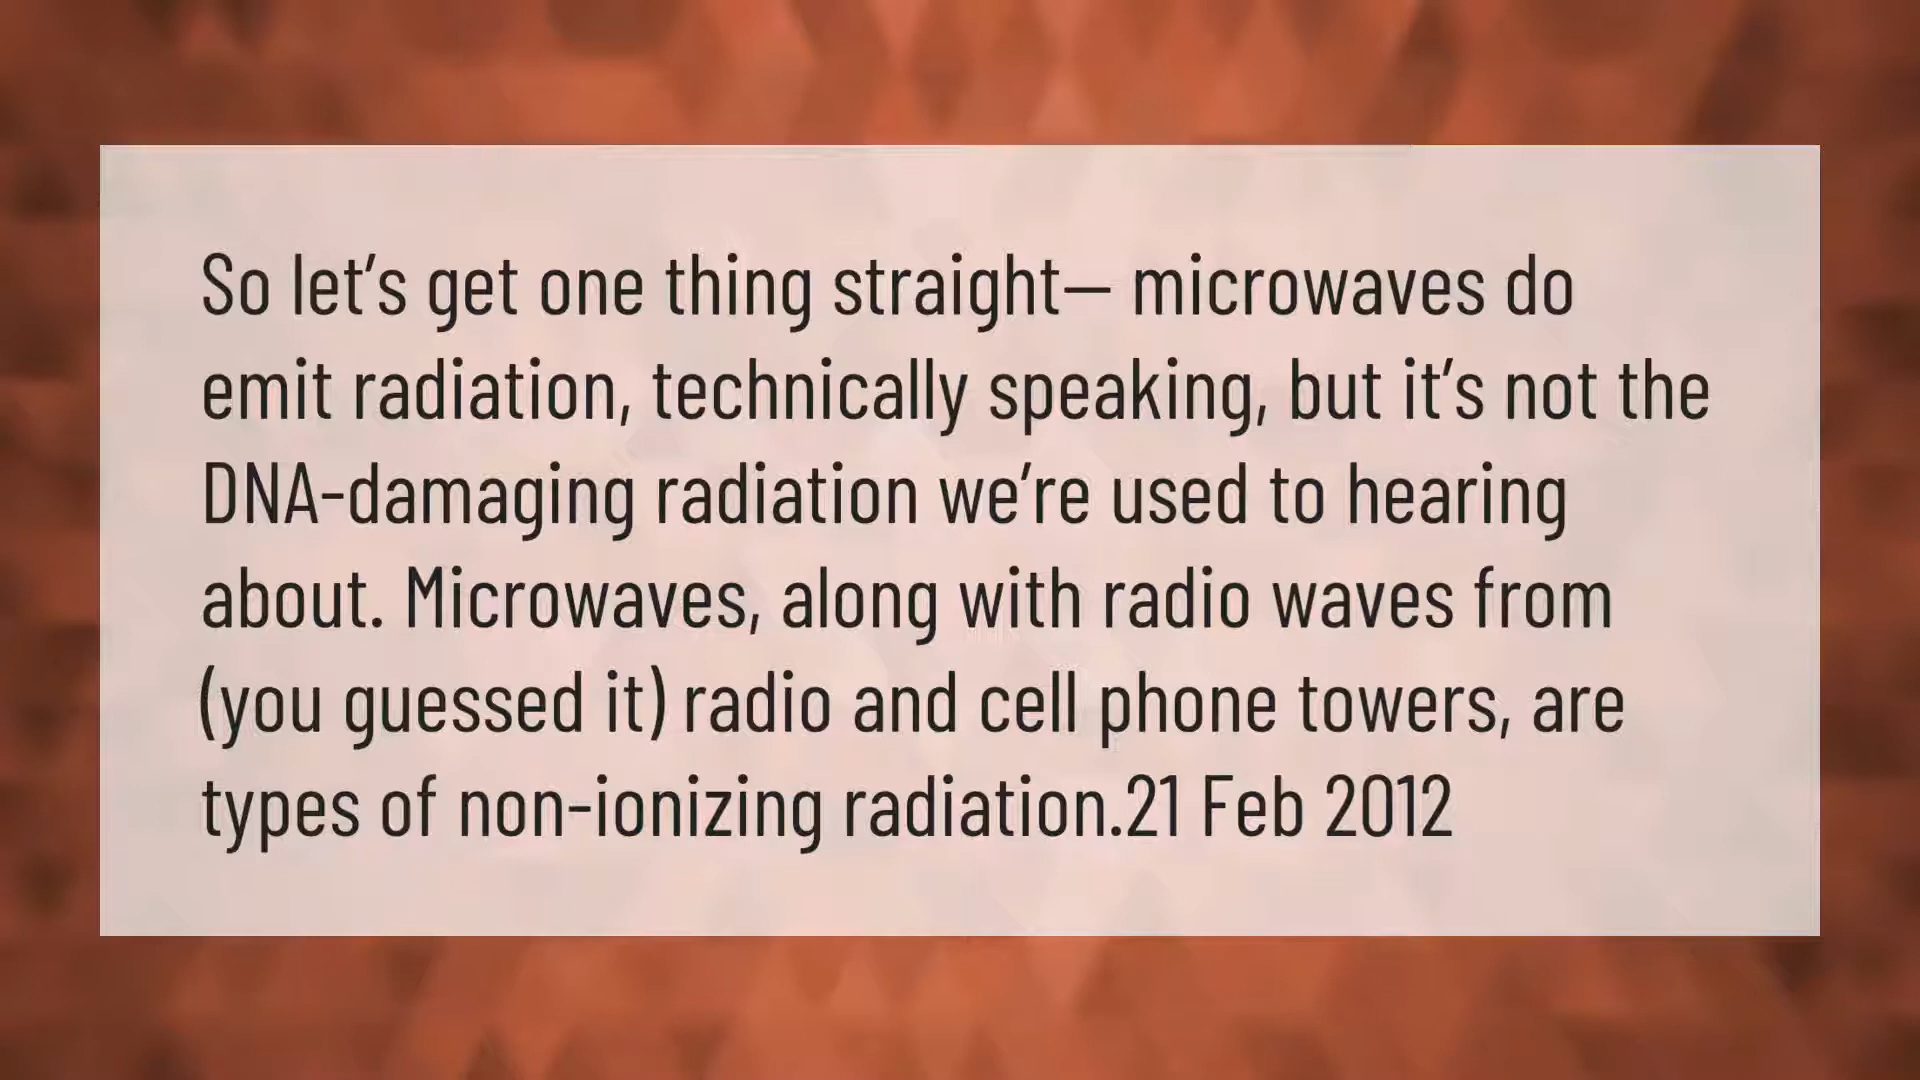 So let’s get one thing straight— microwaves do
emit radiation, technically speaking, but it’s not the
DNA-damaging radiation we’re used to hearing
about. Microwaves, along with radio waves from
(you guessed it) radio and cell phone towers, are
types of non-ionizing radiation.21 Feb 2012